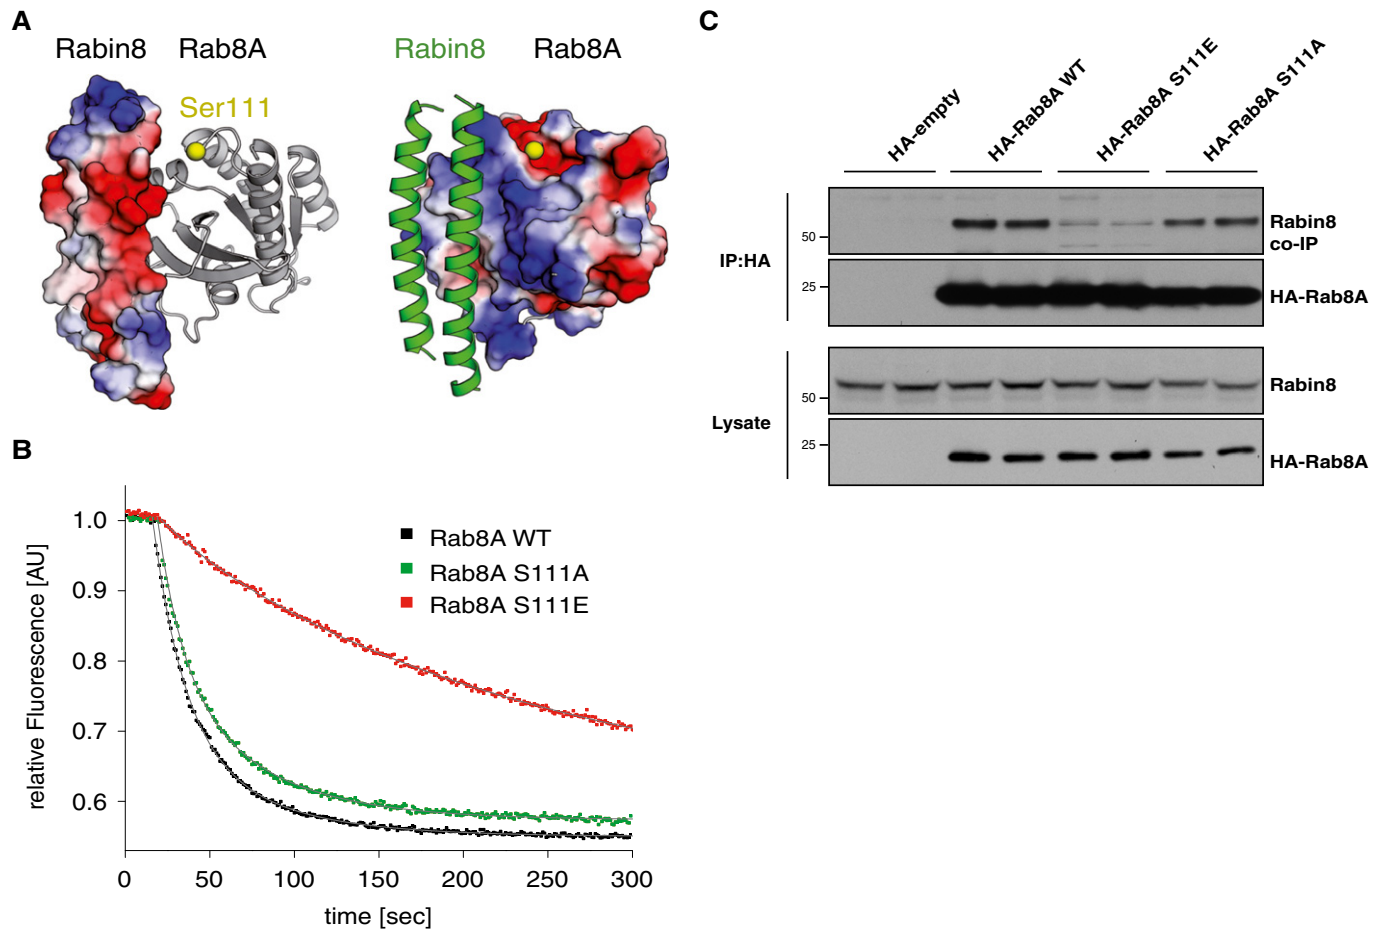 A
Rabin8 Rab8A
Ser111
Rabin8 Rab8A
B
relative Fluorescence [AU]
1.0
0.9
0.8
0.7
0.6
Rab8A WT
Rab8A S111A
Rab8A S111E
0 50 100 150 200 250 300
time [sec]
C
HA-empty
HA-Rab8A WT
HA-Rab8A S111E
HA-Rab8A S111A
IP:HA
50
Rabin8
co-IP
25
HA-Rab8A
Lysate
50
Rabin8
25
HA-Rab8A